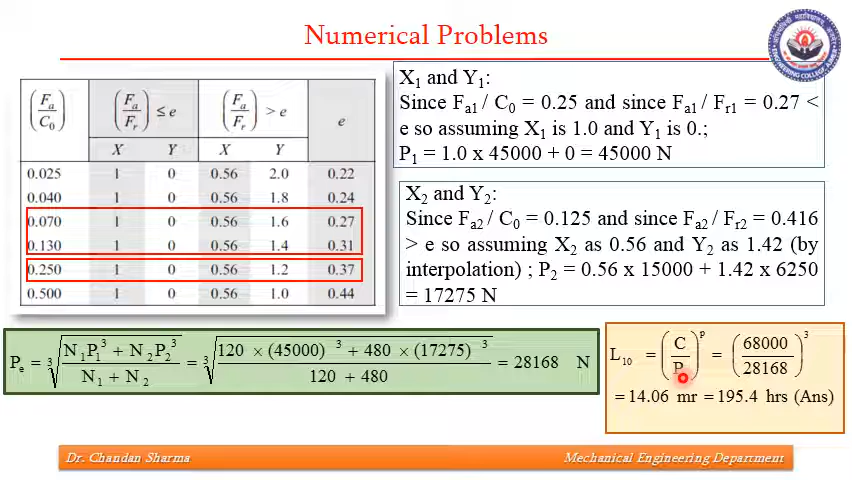 Numerical Problems
(Fa/C0) (Fa/Fr) ≤ e (Fa/Fr) > e e
X Y X Y
0.025 1 0 0.56 2.0 0.22
0.040 1 0 0.56 1.8 0.24
0.070 1 0 0.56 1.6 0.27
0.130 1 0 0.56 1.4 0.31
0.250 1 0 0.56 1.2 0.37
0.500 1 0 0.56 1.0 0.44
X1 and Y1:
Since Fa1 / C0 = 0.25 and since Fa1 / Fr1 = 0.27 <
e so assuming X1 is 1.0 and Y1 is 0.;
P1 = 1.0 x 45000 + 0 = 45000 N
X2 and Y2:
Since Fa2 / C0 = 0.125 and since Fa2 / Fr2 = 0.416
> e so assuming X2 as 0.56 and Y2 as 1.42 (by
interpolation) ; P2 = 0.56 x 15000 + 1.42 x 6250
= 17275 N
Pe = ∛((N1P1³ + N2P2³) / (N1 + N2)) = ∛((120 × (45000)³ + 480 × (17275)³) / (120 + 480)) = 28168 N
L10 = (C/P)^p = (68000/28168)³
= 14.06 mr = 195.4 hrs (Ans)
Dr. Chandan Sharma
Mechanical Engineering Department